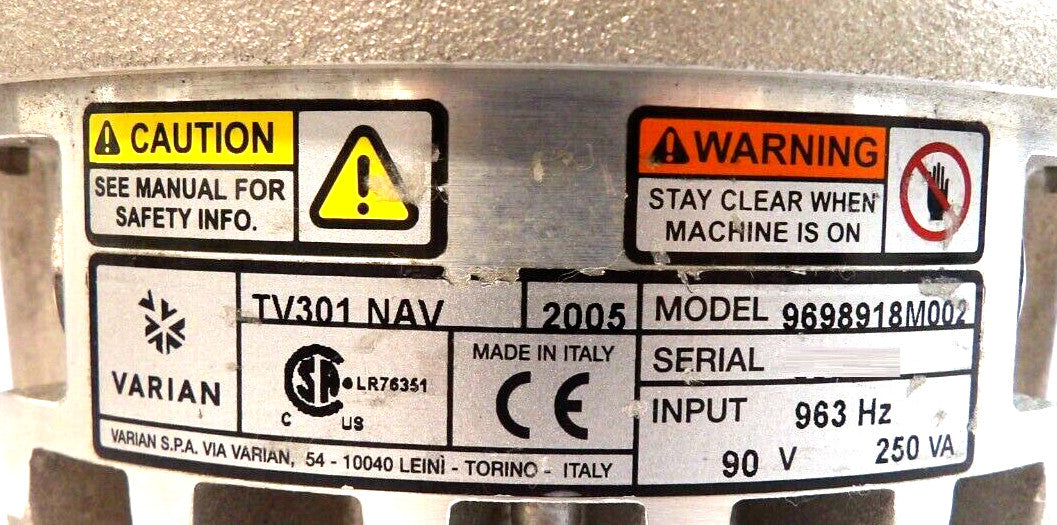 CAUTION
SEE MANUAL FOR
SAFETY INFO.
WARNING
STAY CLEAR WHEN
MACHINE IS ON
VARIAN
TV301 NAV
2005
MODEL 9698918M002
SERIAL
SA
LR76351
C US
MADE IN ITALY
CE
INPUT 963 Hz
90 V 250 VA
VARIAN S.P.A. VIA VARIAN, 54 - 10040 LEINÌ - TORINO - ITALY